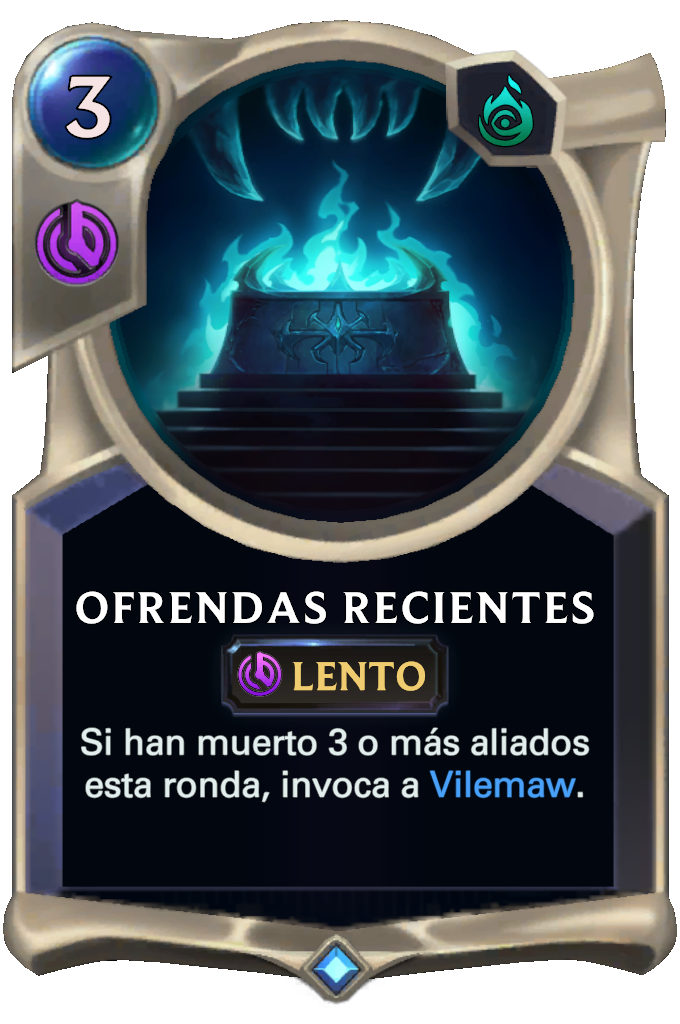 3
OFRENDAS RECIENTES
LENTO
Si han muerto 3 o más aliados
esta ronda, invoca a Vilemaw.